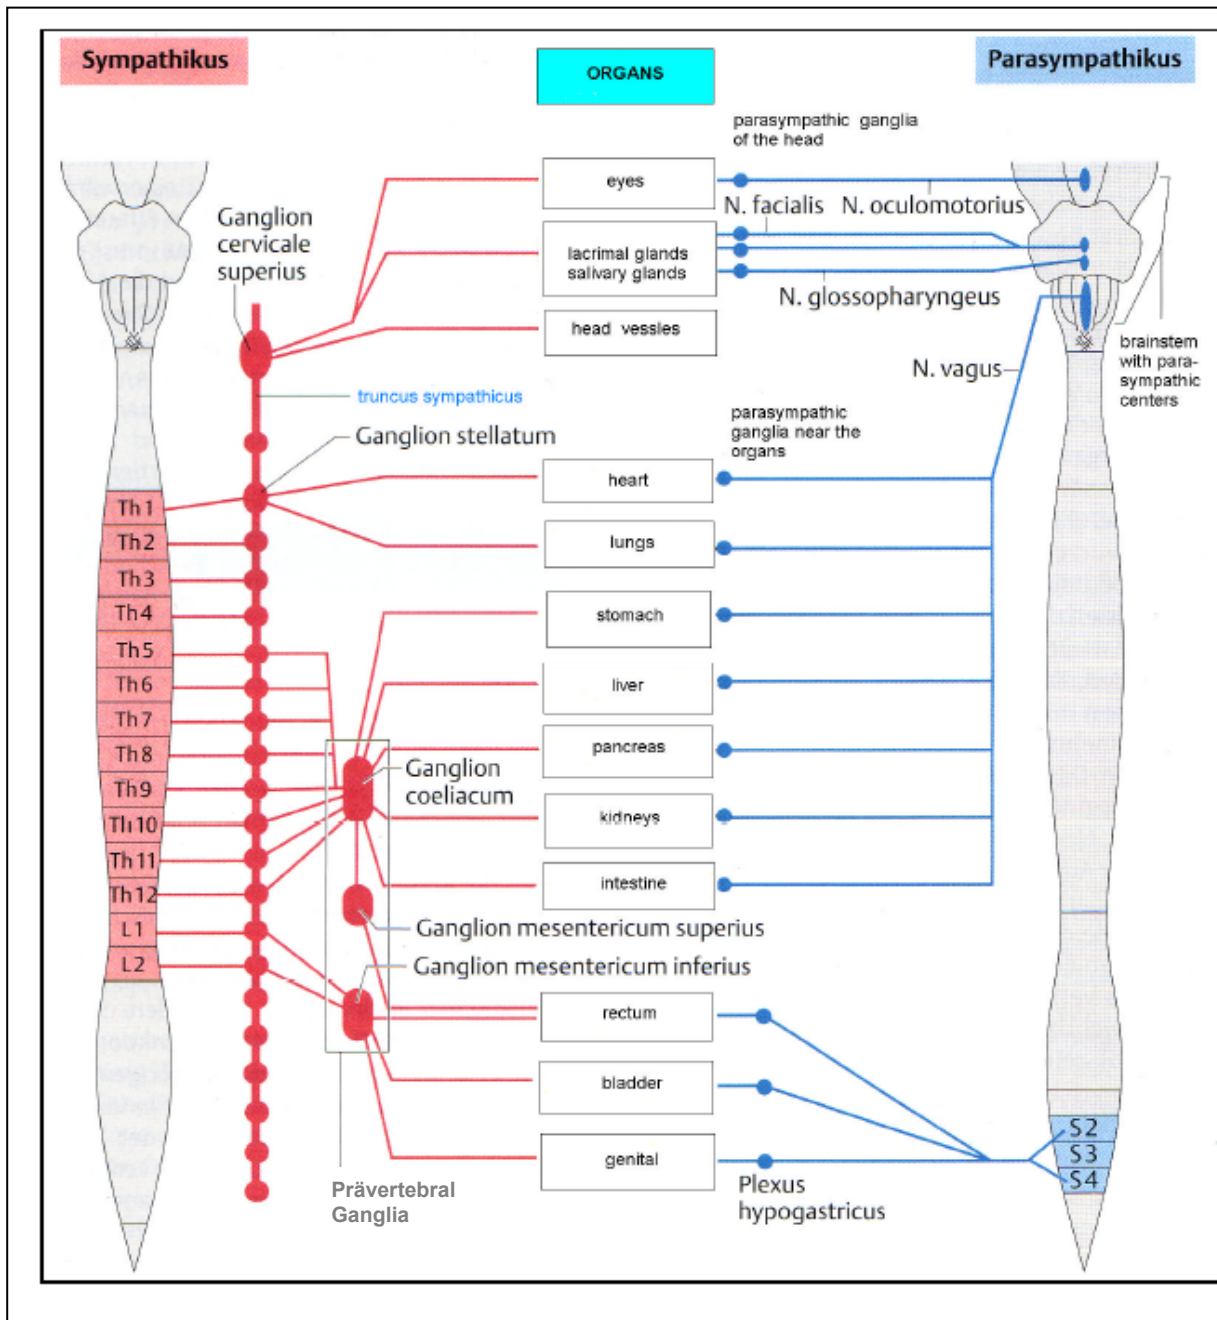 Sympathikus
ORGANS
Parasympathikus
parasympathic ganglia
of the head
eyes
N. facialis
N. oculomotorius
Ganglion
cervicale
superius
lacrimal glands
salivary glands
N. glossopharyngeus
head vessles
brainstem
with para-
sympathic
centers
N. vagus
truncus sympathicus
parasympathic
ganglia near the
organs
Ganglion stellatum
heart
Th1
Th2
lungs
Th3
Th4
stomach
Th5
Th6
liver
Th7
Th8
pancreas
Ganglion
coeliacum
Th9
Th10
kidneys
Th11
Th12
intestine
L1
Ganglion mesentericum superius
L2
Ganglion mesentericum inferius
rectum
bladder
S2
S3
S4
genital
Prävertebral
Ganglia
Plexus
hypogastricus